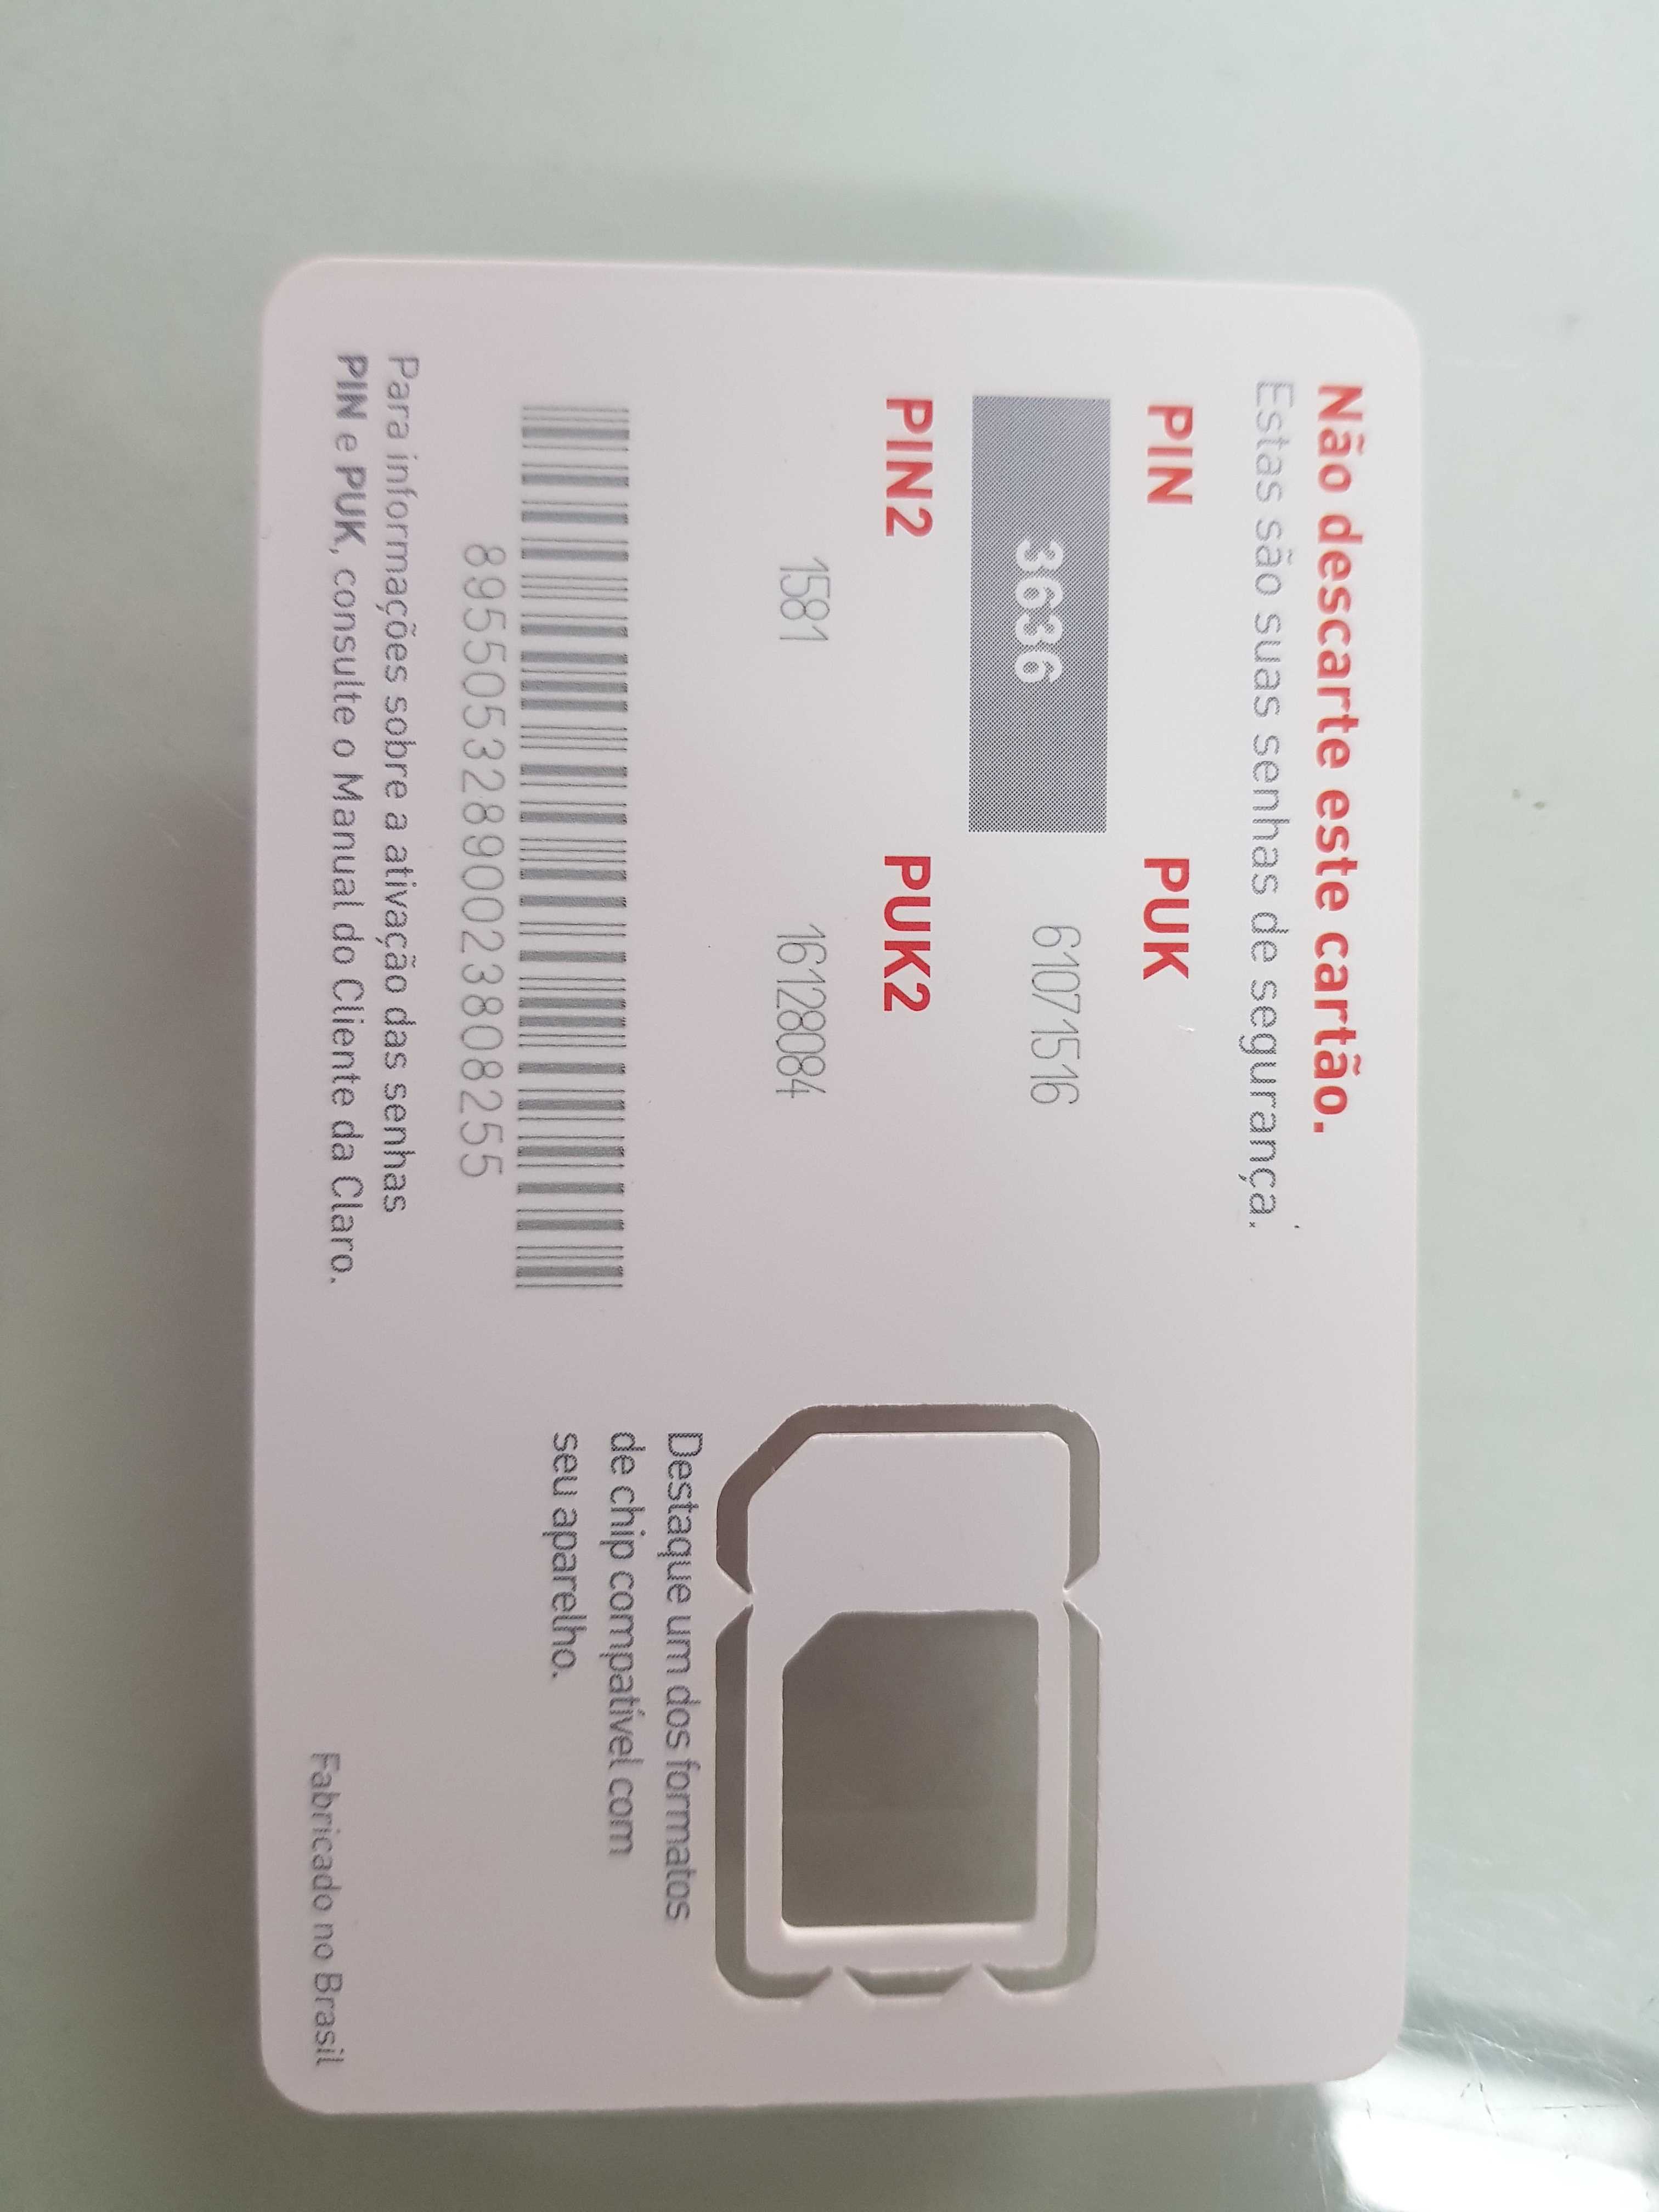 Não descarte este cartão.
Estas são suas senhas de segurança.
PIN PUK
3636 61071516
PIN2 PUK2
1581 16128084
89550532890023808255
Para informações sobre a ativação das senhas
PIN e PUK, consulte o Manual do Cliente da Claro.
Destaque um dos formatos
de chip compatível com
seu aparelho.
Fabricado no Brasil